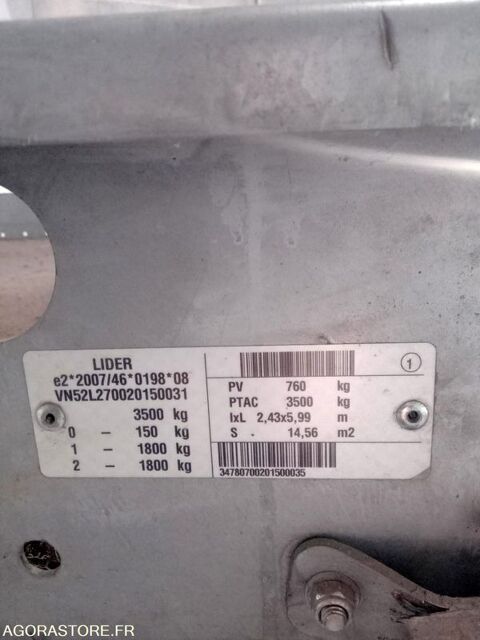 LIDER
e2*2007/46*0198*08
VN52L270020150031
3500 kg
0 - 150 kg
1 - 1800 kg
2 - 1800 kg
1
PV 760 kg
PTAC 3500 kg
lxL 2,43x5,99 m
S . 14,56 m2
34780700201500035
AGORASTORE.FR